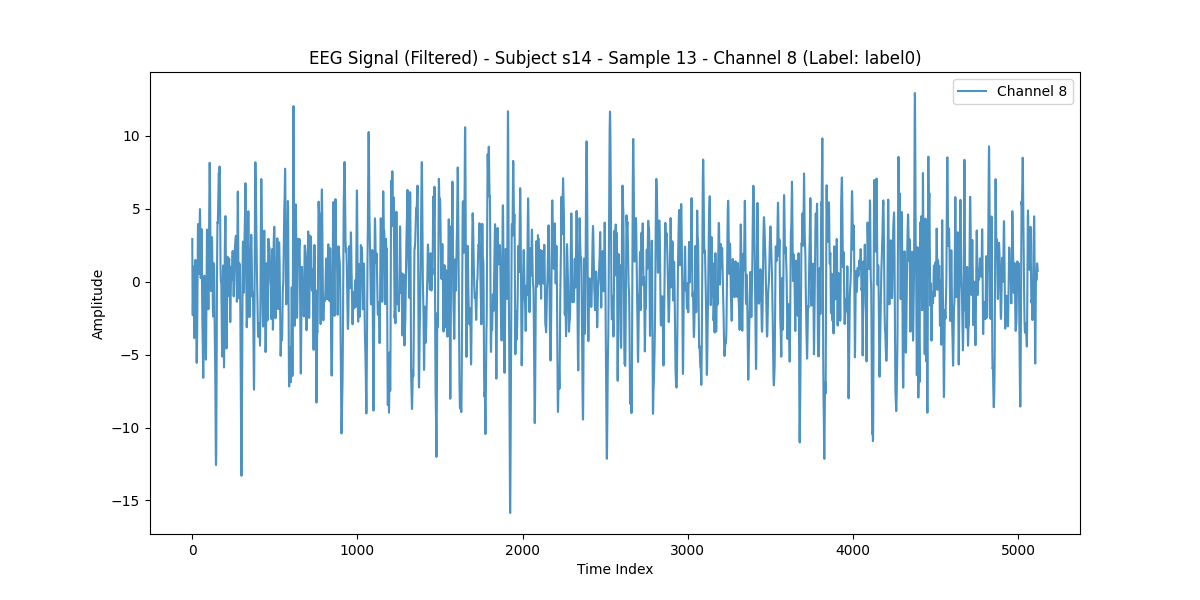 EEG Signal (Filtered) - Subject s14 - Sample 13 - Channel 8 (Label: label0)
Channel 8
10
5
0
−5
−10
−15
Amplitude
0 1000 2000 3000 4000 5000
Time Index